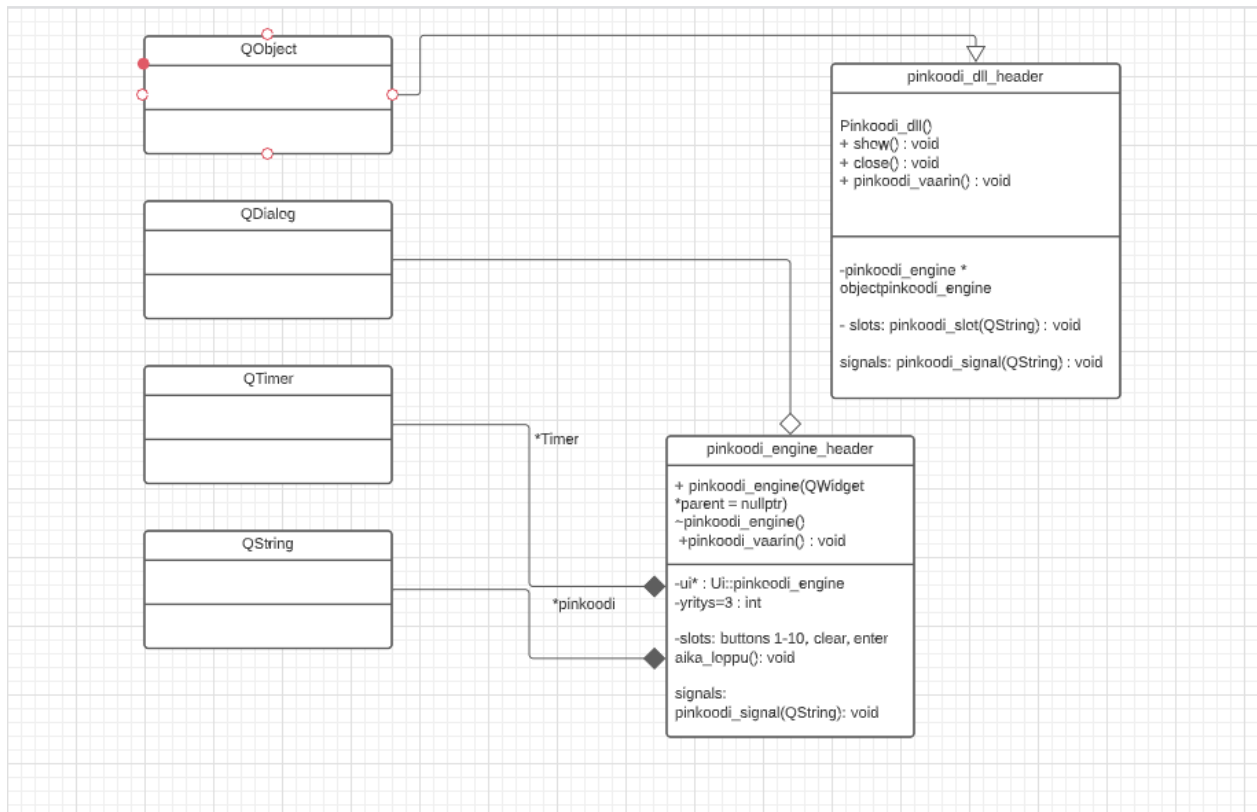 QObject
pinkoodi_dll_header
Pinkoodi_dll()
+ show() : void
+ close() : void
+ pinkoodi_vaarin() : void
-pinkoodi_engine *
objectpinkoodi_engine
- slots: pinkoodi_slot(QString) : void
signals: pinkoodi_signal(QString) : void
QDialog
QTimer
*Timer
QString
*pinkoodi
pinkoodi_engine_header
+ pinkoodi_engine(QWidget
*parent = nullptr)
~pinkoodi_engine()
+pinkoodi_vaarin() : void
-ui* : Ui::pinkoodi_engine
-yritys=3 : int
-slots: buttons 1-10, clear, enter
aika_loppu(): void
signals:
pinkoodi_signal(QString): void